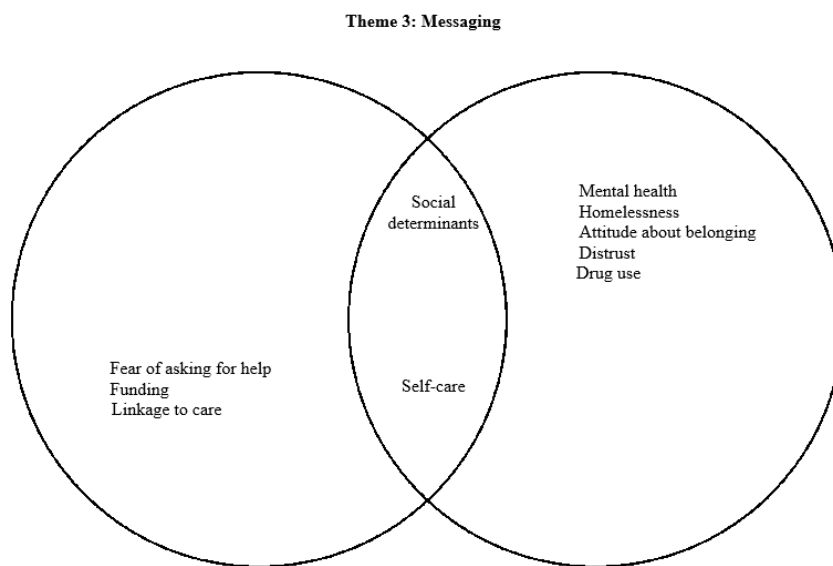 Theme 3: Messaging
Social
determinants
Self-care
Mental health
Homelessness
Attitude about belonging
Distrust
Drug use
Fear of asking for help
Funding
Linkage to care